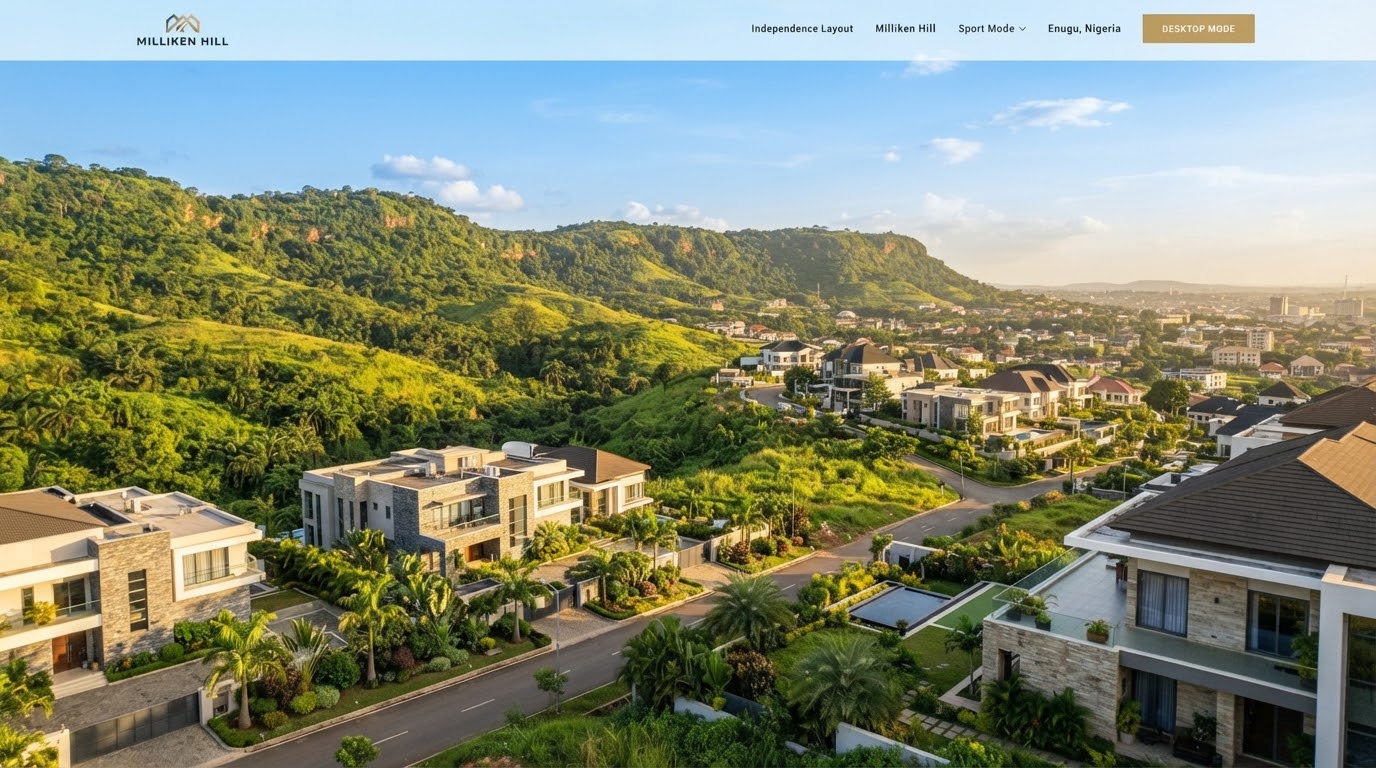 MILLIKEN HILL
Independence Layout
MIlliken Hill
Sport Mode
Enugu, Nigeria
DESKTOP MODE